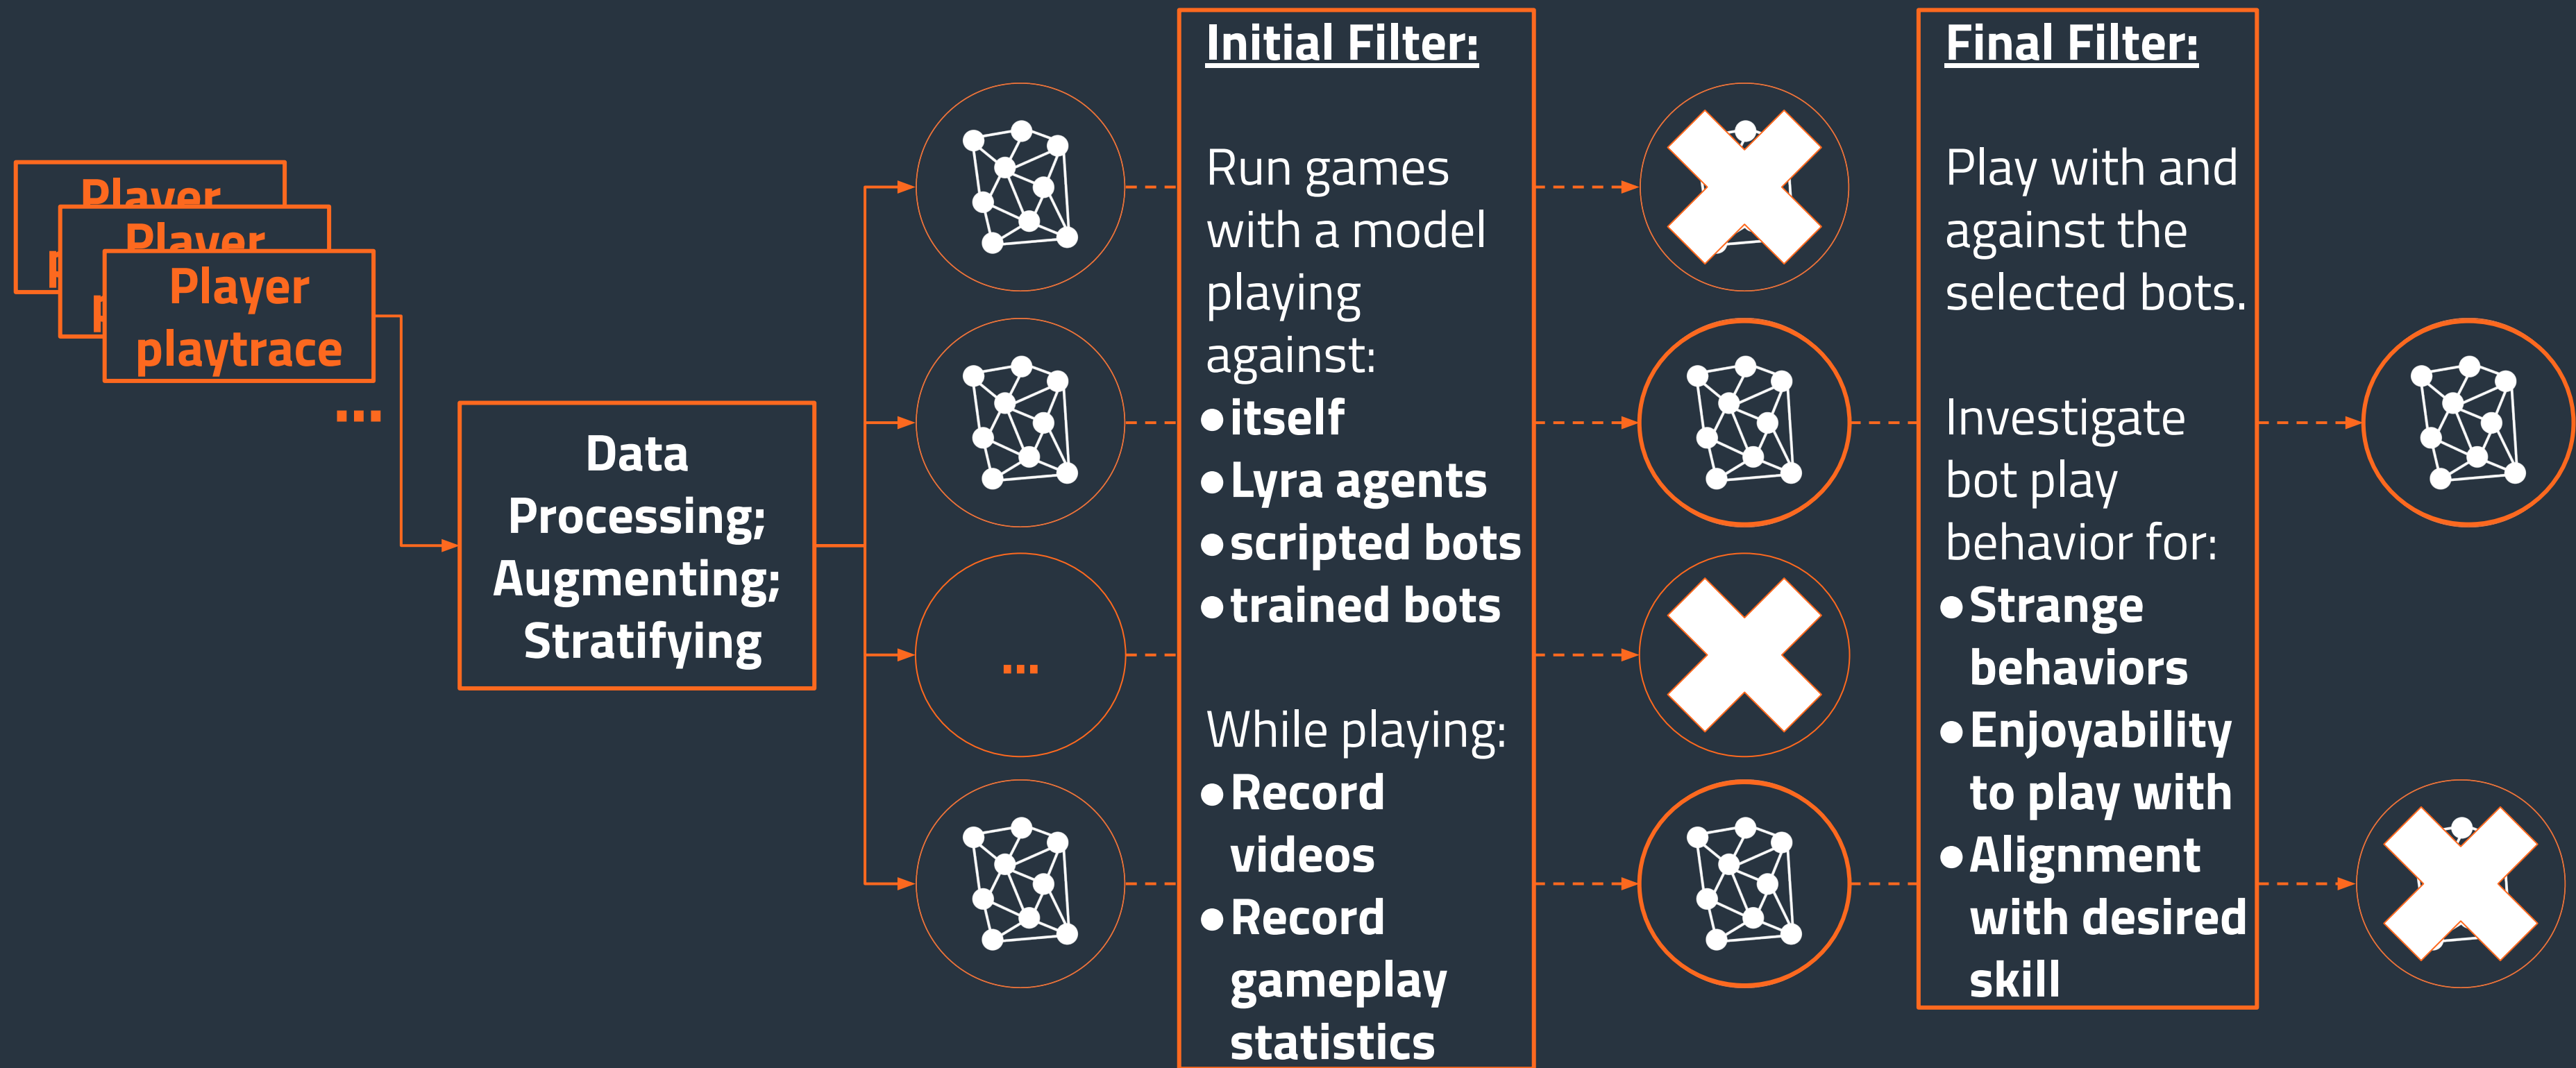 Player
Player
Player
playtrace
...
Data
Processing;
Augmenting;
Stratifying
...
Initial Filter:
Run games
with a model
playing
against:
●itself
●Lyra agents
●scripted bots
●trained bots
While playing:
●Record
videos
●Record
gameplay
statistics
Final Filter:
Play with and
against the
selected bots.
Investigate
bot play
behavior for:
●Strange
behaviors
●Enjoyability
to play with
●Alignment
with desired
skill